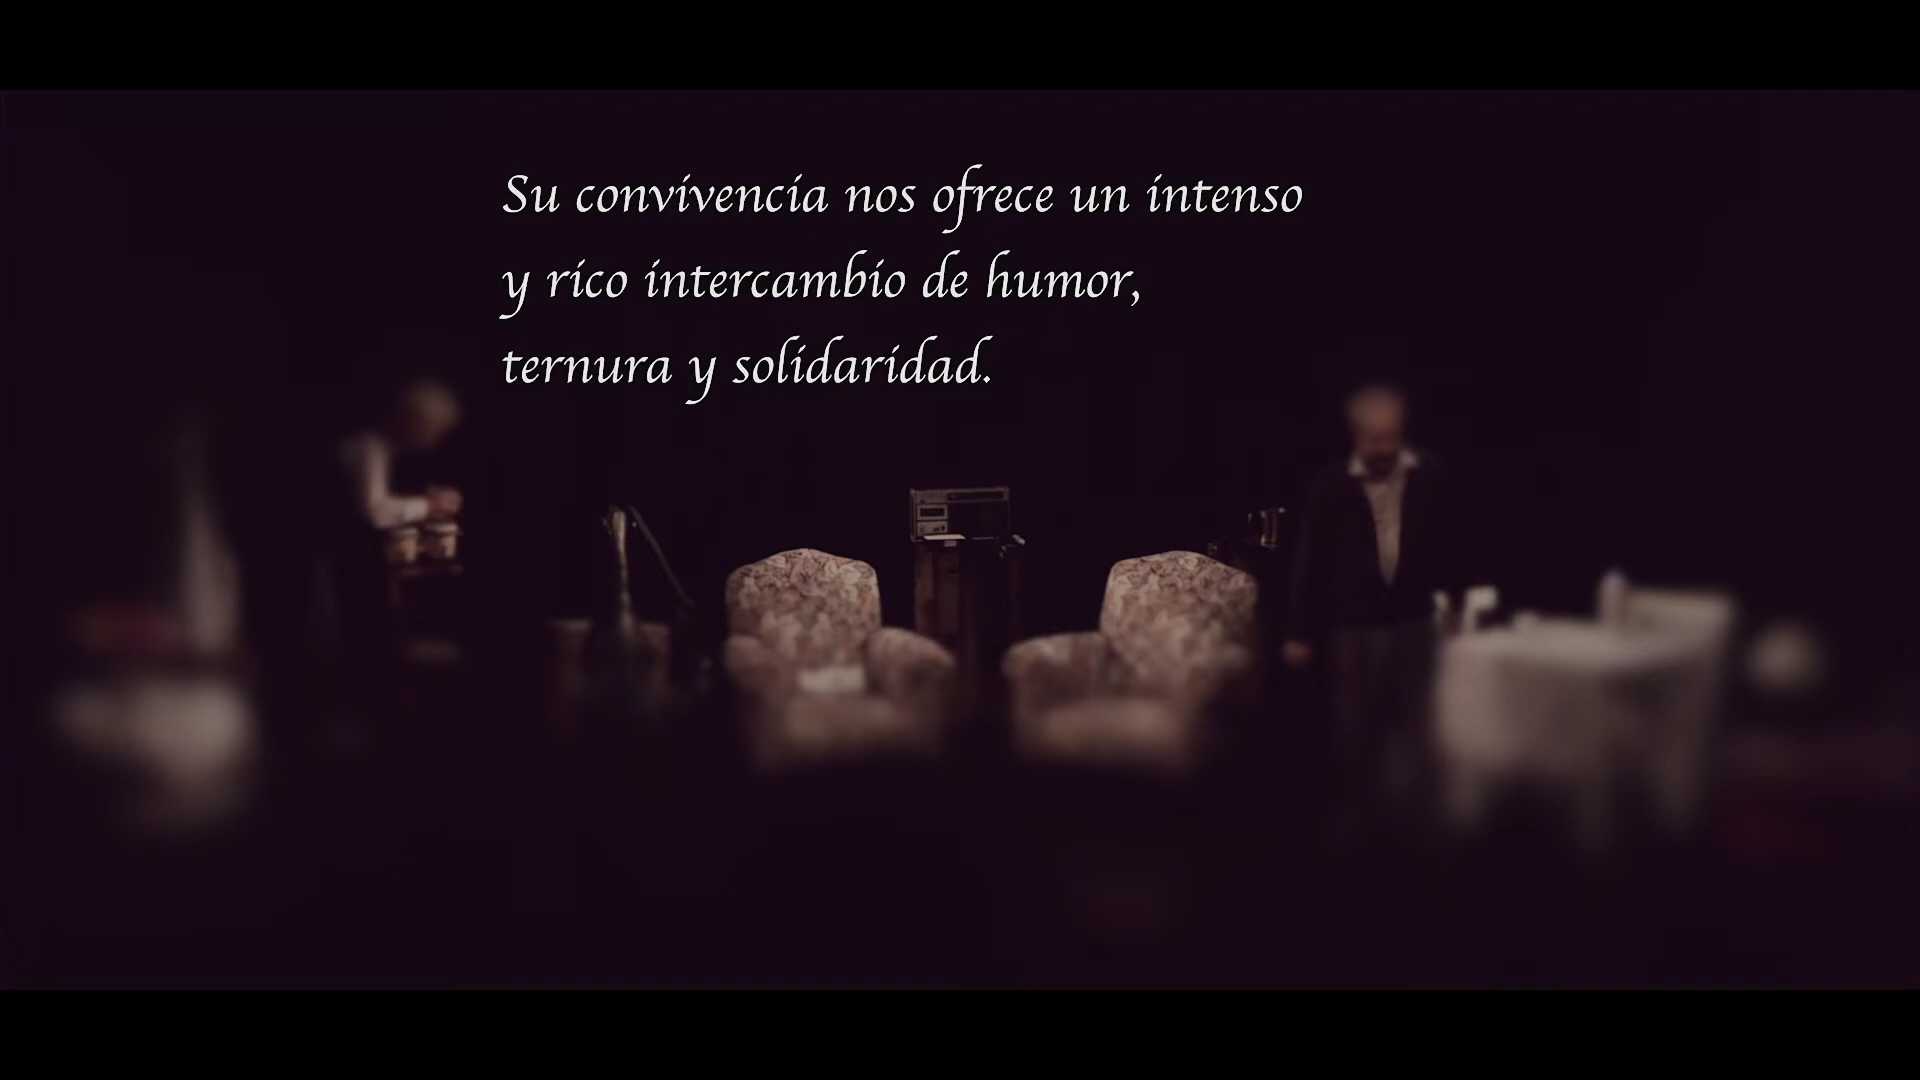 Su convivencia nos ofrece un intenso
y rico intercambio de humor,
ternura y solidaridad.